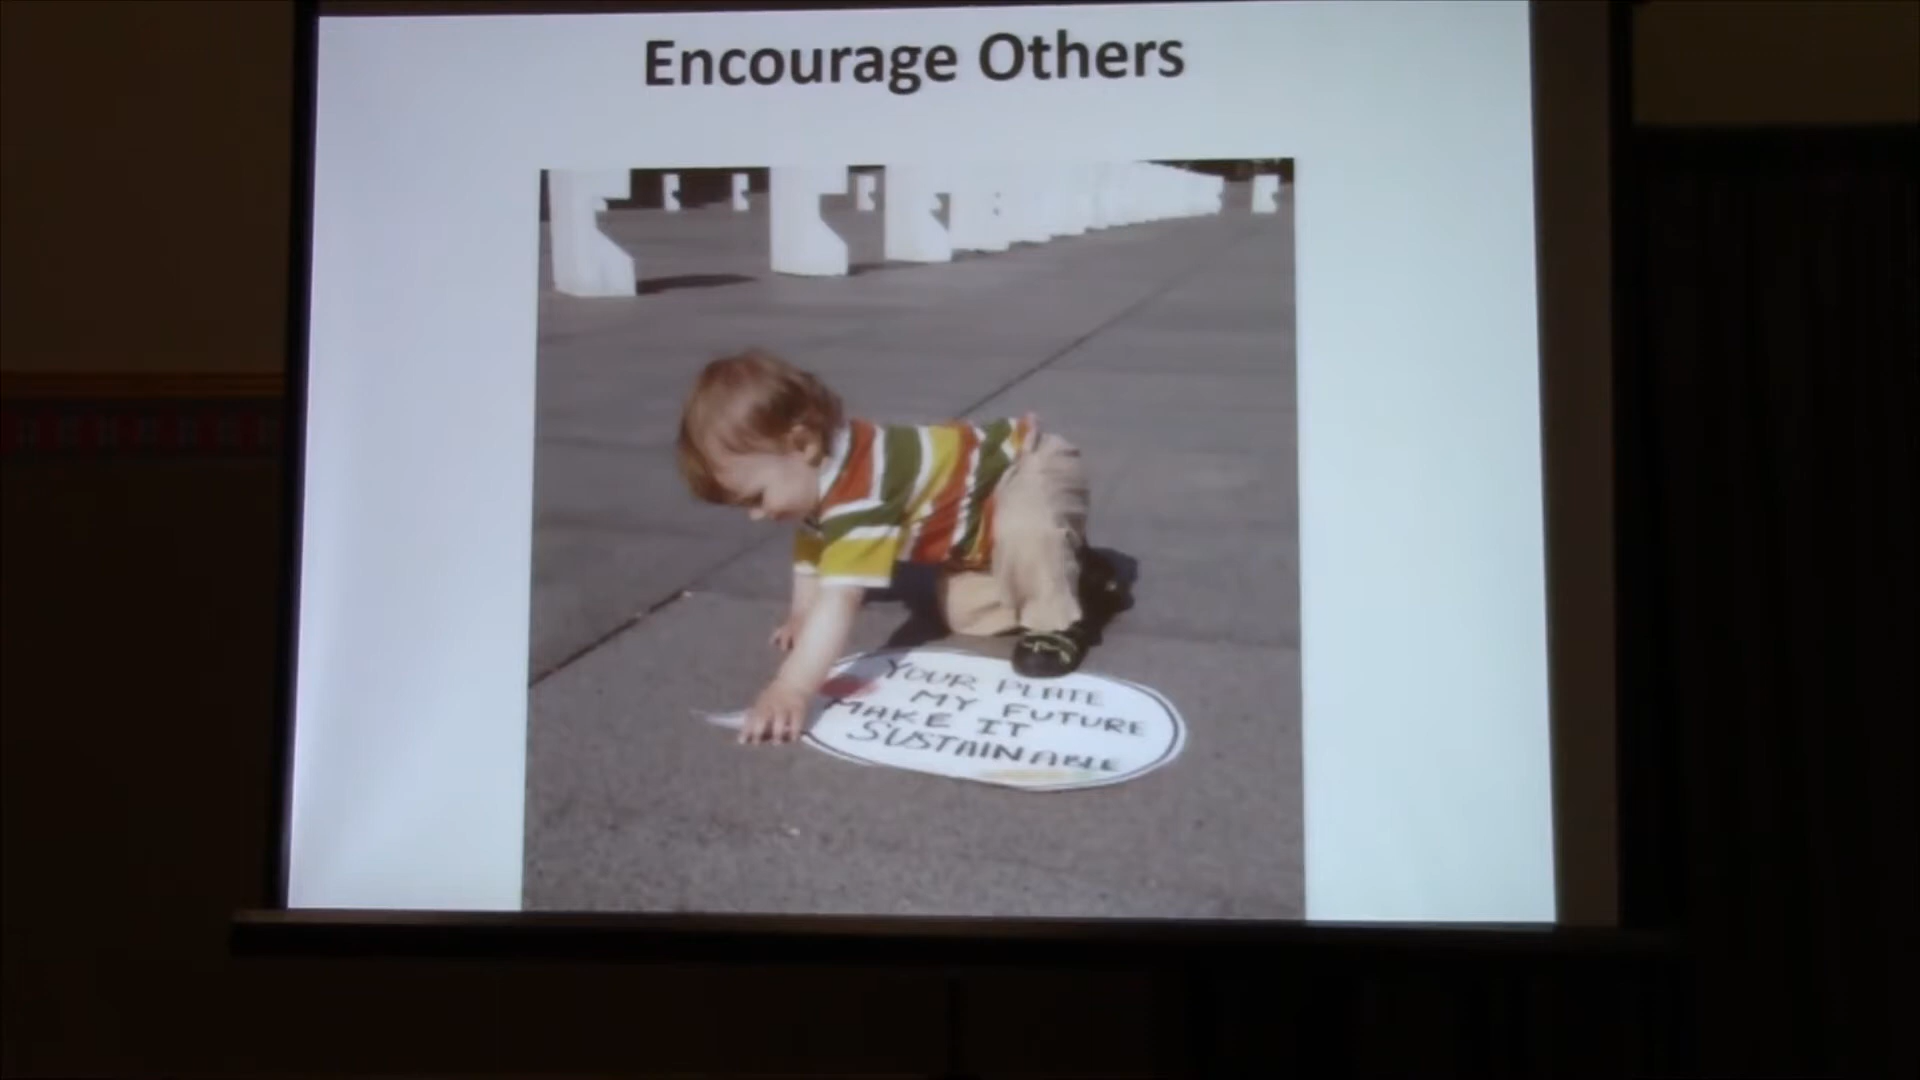 Encourage Others
YOUR PLATE
MY FUTURE
MAKE IT
SUSTAINABLE